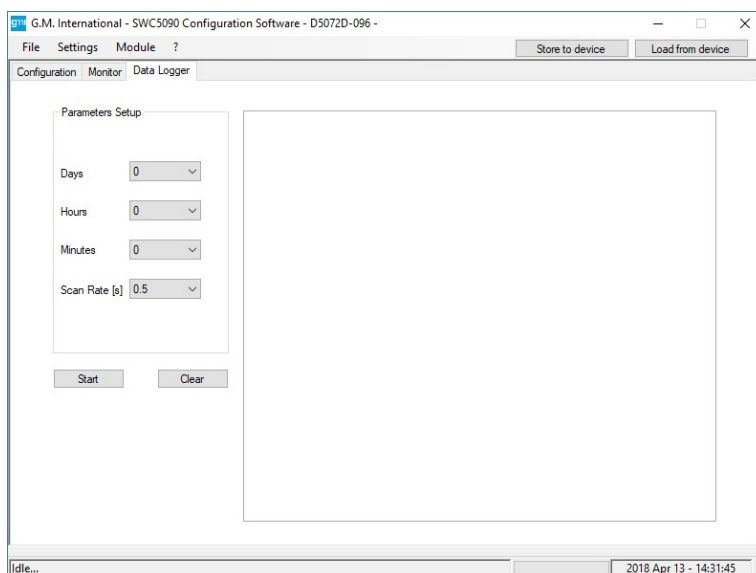 gmi G.M. International - SWC5090 Configuration Software - D5072D-096 -
File Settings Module ? Store to device Load from device
Configuration Monitor Data Logger
Parameters Setup
Days 0
Hours 0
Minutes 0
Scan Rate [s] 0.5
Start Clear
Idle... 2018 Apr 13 - 14:31:45